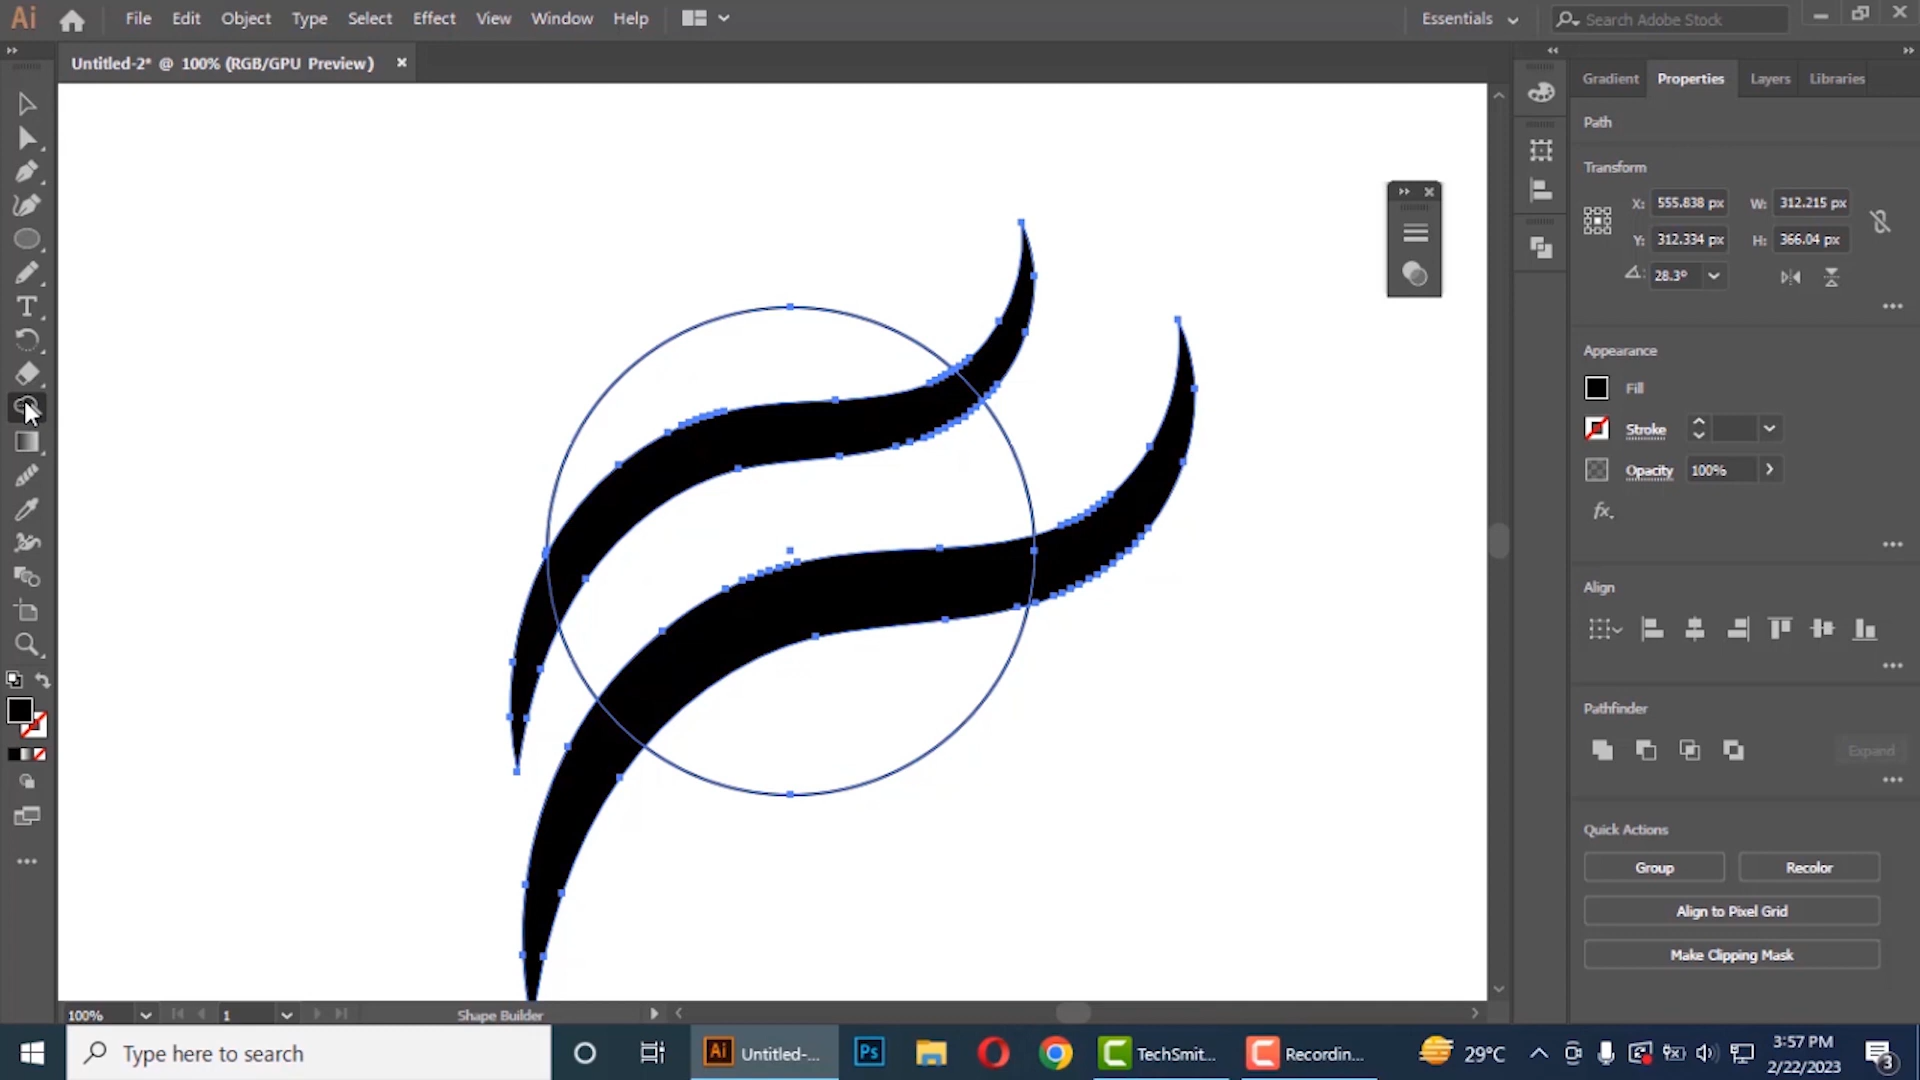 Ai File Edit Object Type Select Effect View Window Help Essentials Search Adobe Stock
Untitled-2* @ 100% (RGB/GPU Preview)
Gradient Properties Layers Libraries
Path
Transform
X: 555.838 px W: 312.215 px
Y: 312.334 px H: 366.04 px
28.3°
Appearance
Fill
Stroke
Opacity 100%
fx.
Align
Pathfinder
Expand
Quick Actions
Group Recolor
Align to Pixel Grid
Make Clipping Mask
T
100% 1 Shape Builder
Type here to search
Ai Untitled-...
Ps
TechSmit...
Recordin...
29°C
3:57 PM
2/22/2023
3